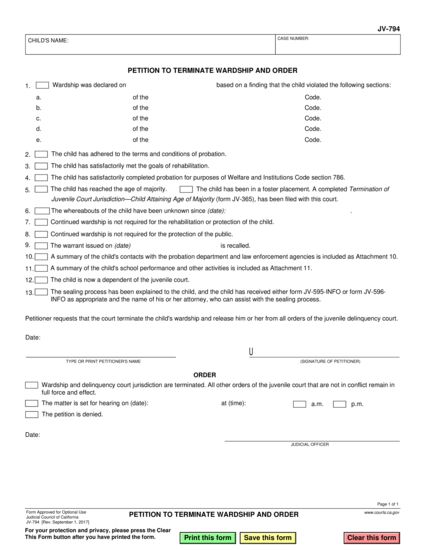 JV-794
CHILD'S NAME:
CASE NUMBER:
PETITION TO TERMINATE WARDSHIP AND ORDER
1. Wardship was declared on based on a finding that the child violated the following sections:
a. of the Code.
b. of the Code.
c. of the Code.
d. of the Code.
e. of the Code.
2. The child has adhered to the terms and conditions of probation.
3. The child has satisfactorily met the goals of rehabilitation.
4. The child has satisfactorily completed probation for purposes of Welfare and Institutions Code section 786.
5. The child has reached the age of majority. The child has been in a foster placement. A completed Termination of
Juvenile Court Jurisdiction—Child Attaining Age of Majority (form JV-365), has been filed with this court.
6. The whereabouts of the child have been unknown since (date): .
7. Continued wardship is not required for the rehabilitation or protection of the child.
8. Continued wardship is not required for the protection of the public.
9. The warrant issued on (date) is recalled.
10. A summary of the child's contacts with the probation department and law enforcement agencies is included as Attachment 10.
11. A summary of the child's school performance and other activities is included as Attachment 11.
12. The child is now a dependent of the juvenile court.
13. The sealing process has been explained to the child, and the child has received either form JV-595-INFO or form JV-596-
INFO as appropriate and the name of his or her attorney, who can assist with the sealing process.
Petitioner requests that the court terminate the child's wardship and release him or her from all orders of the juvenile delinquency court.
Date:
TYPE OR PRINT PETITIONER'S NAME
(SIGNATURE OF PETITIONER)
ORDER
Wardship and delinquency court jurisdiction are terminated. All other orders of the juvenile court that are not in conflict remain in
full force and effect.
The matter is set for hearing on (date): at (time): a.m. p.m.
The petition is denied.
Date:
JUDICIAL OFFICER
Page 1 of 1
Form Approved for Optional Use
Judicial Council of California
JV-794 [Rev. September 1, 2017]
PETITION TO TERMINATE WARDSHIP AND ORDER
www.courts.ca.gov
For your protection and privacy, please press the Clear
This Form button after you have printed the form.
Print this form
Save this form
Clear this form